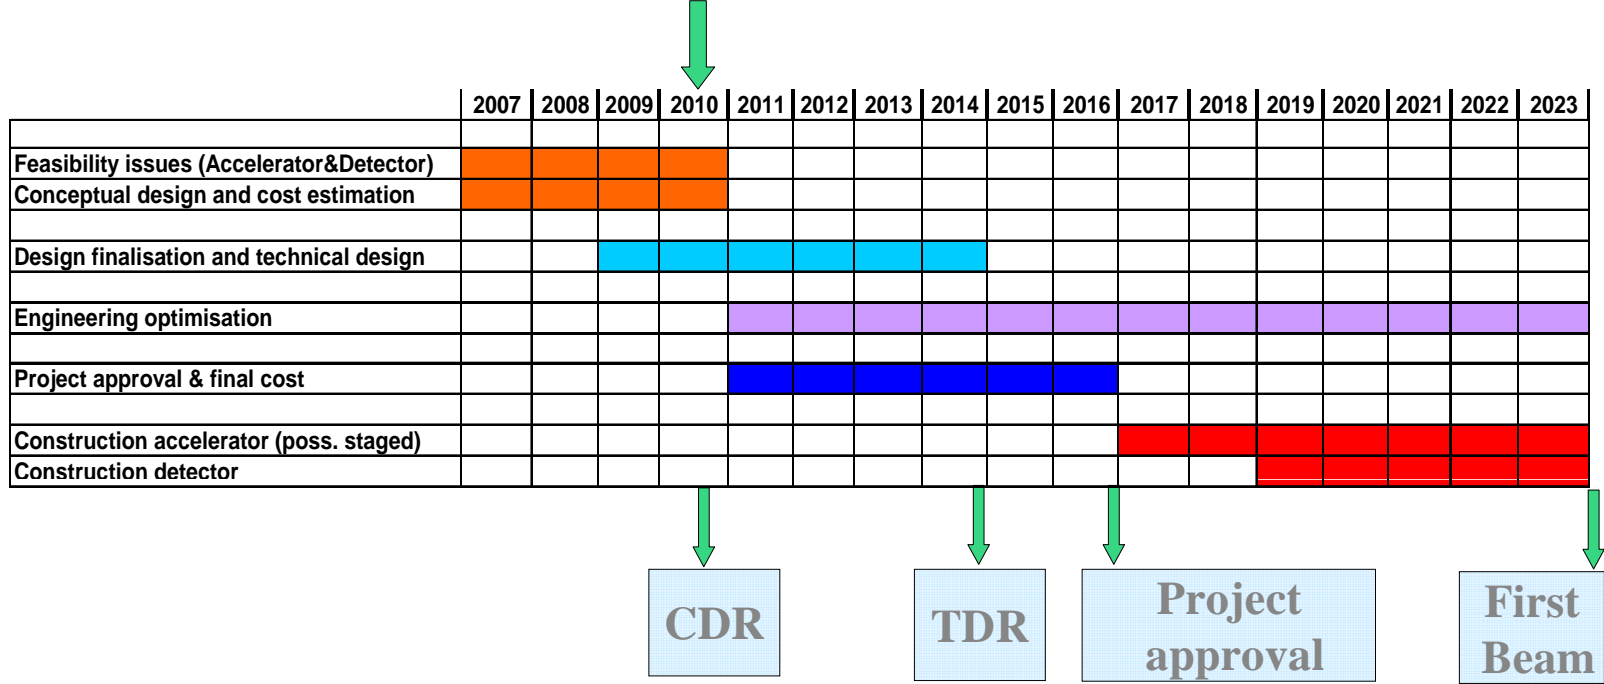 2007 2008 2009 2010 2011 2012 2013 2014 2015 2016 2017 2018 2019 2020 2021 2022 2023
Feasibility issues (Accelerator&Detector)
Conceptual design and cost estimation
Design finalisation and technical design
Engineering optimisation
Project approval & final cost
Construction accelerator (poss. staged)
Construction detector
CDR
TDR
Project
approval
First
Beam